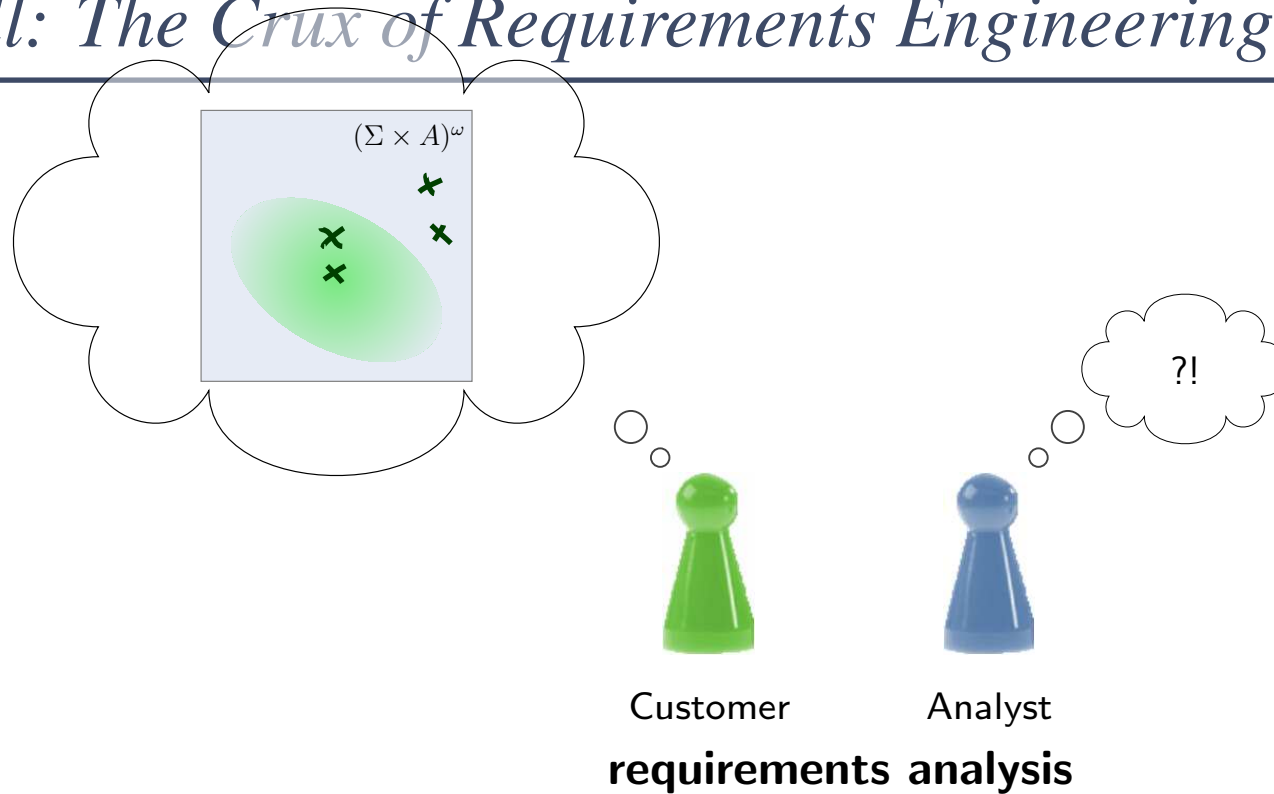 l: The Crux of Requirements Engineering
(Σ × A)^ω
?!
Customer Analyst
requirements analysis